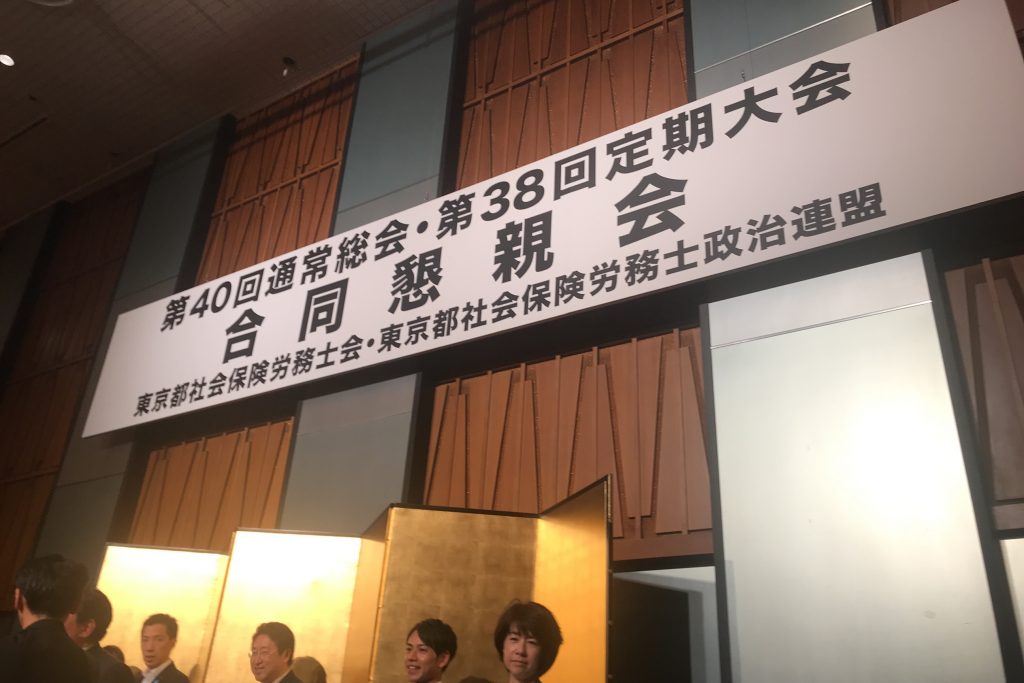 第40回通常総会・第38回定期大会
合同懇親会
東京都社会保険労務士会・東京都社会保険労務士政治連盟